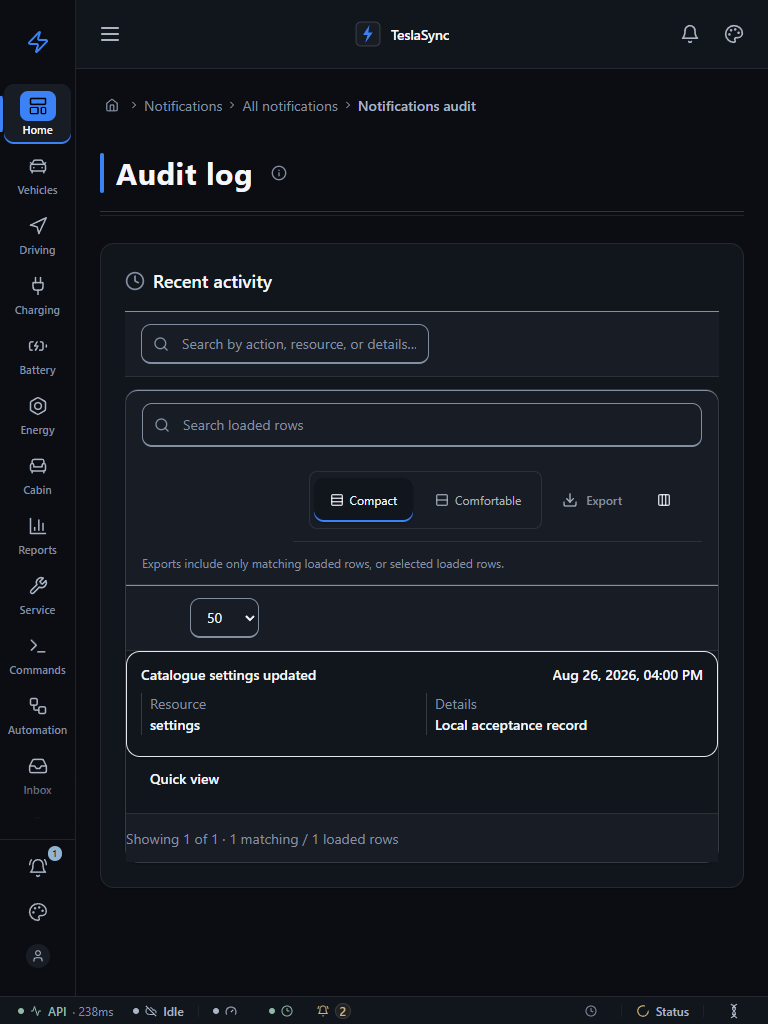 TeslaSync
Notifications > All notifications > Notifications audit
Home
Audit log
Vehicles
Driving
Charging
Battery
Energy
Cabin
Reports
Service
Commands
Automation
Inbox
1
Recent activity
Search by action, resource, or details...
Search loaded rows
Compact Comfortable Export
Exports include only matching loaded rows, or selected loaded rows.
50
Catalogue settings updated Aug 26, 2026, 04:00 PM
Resource Details
settings Local acceptance record
Quick view
Showing 1 of 1 · 1 matching / 1 loaded rows
API · 238ms Idle 2 Status